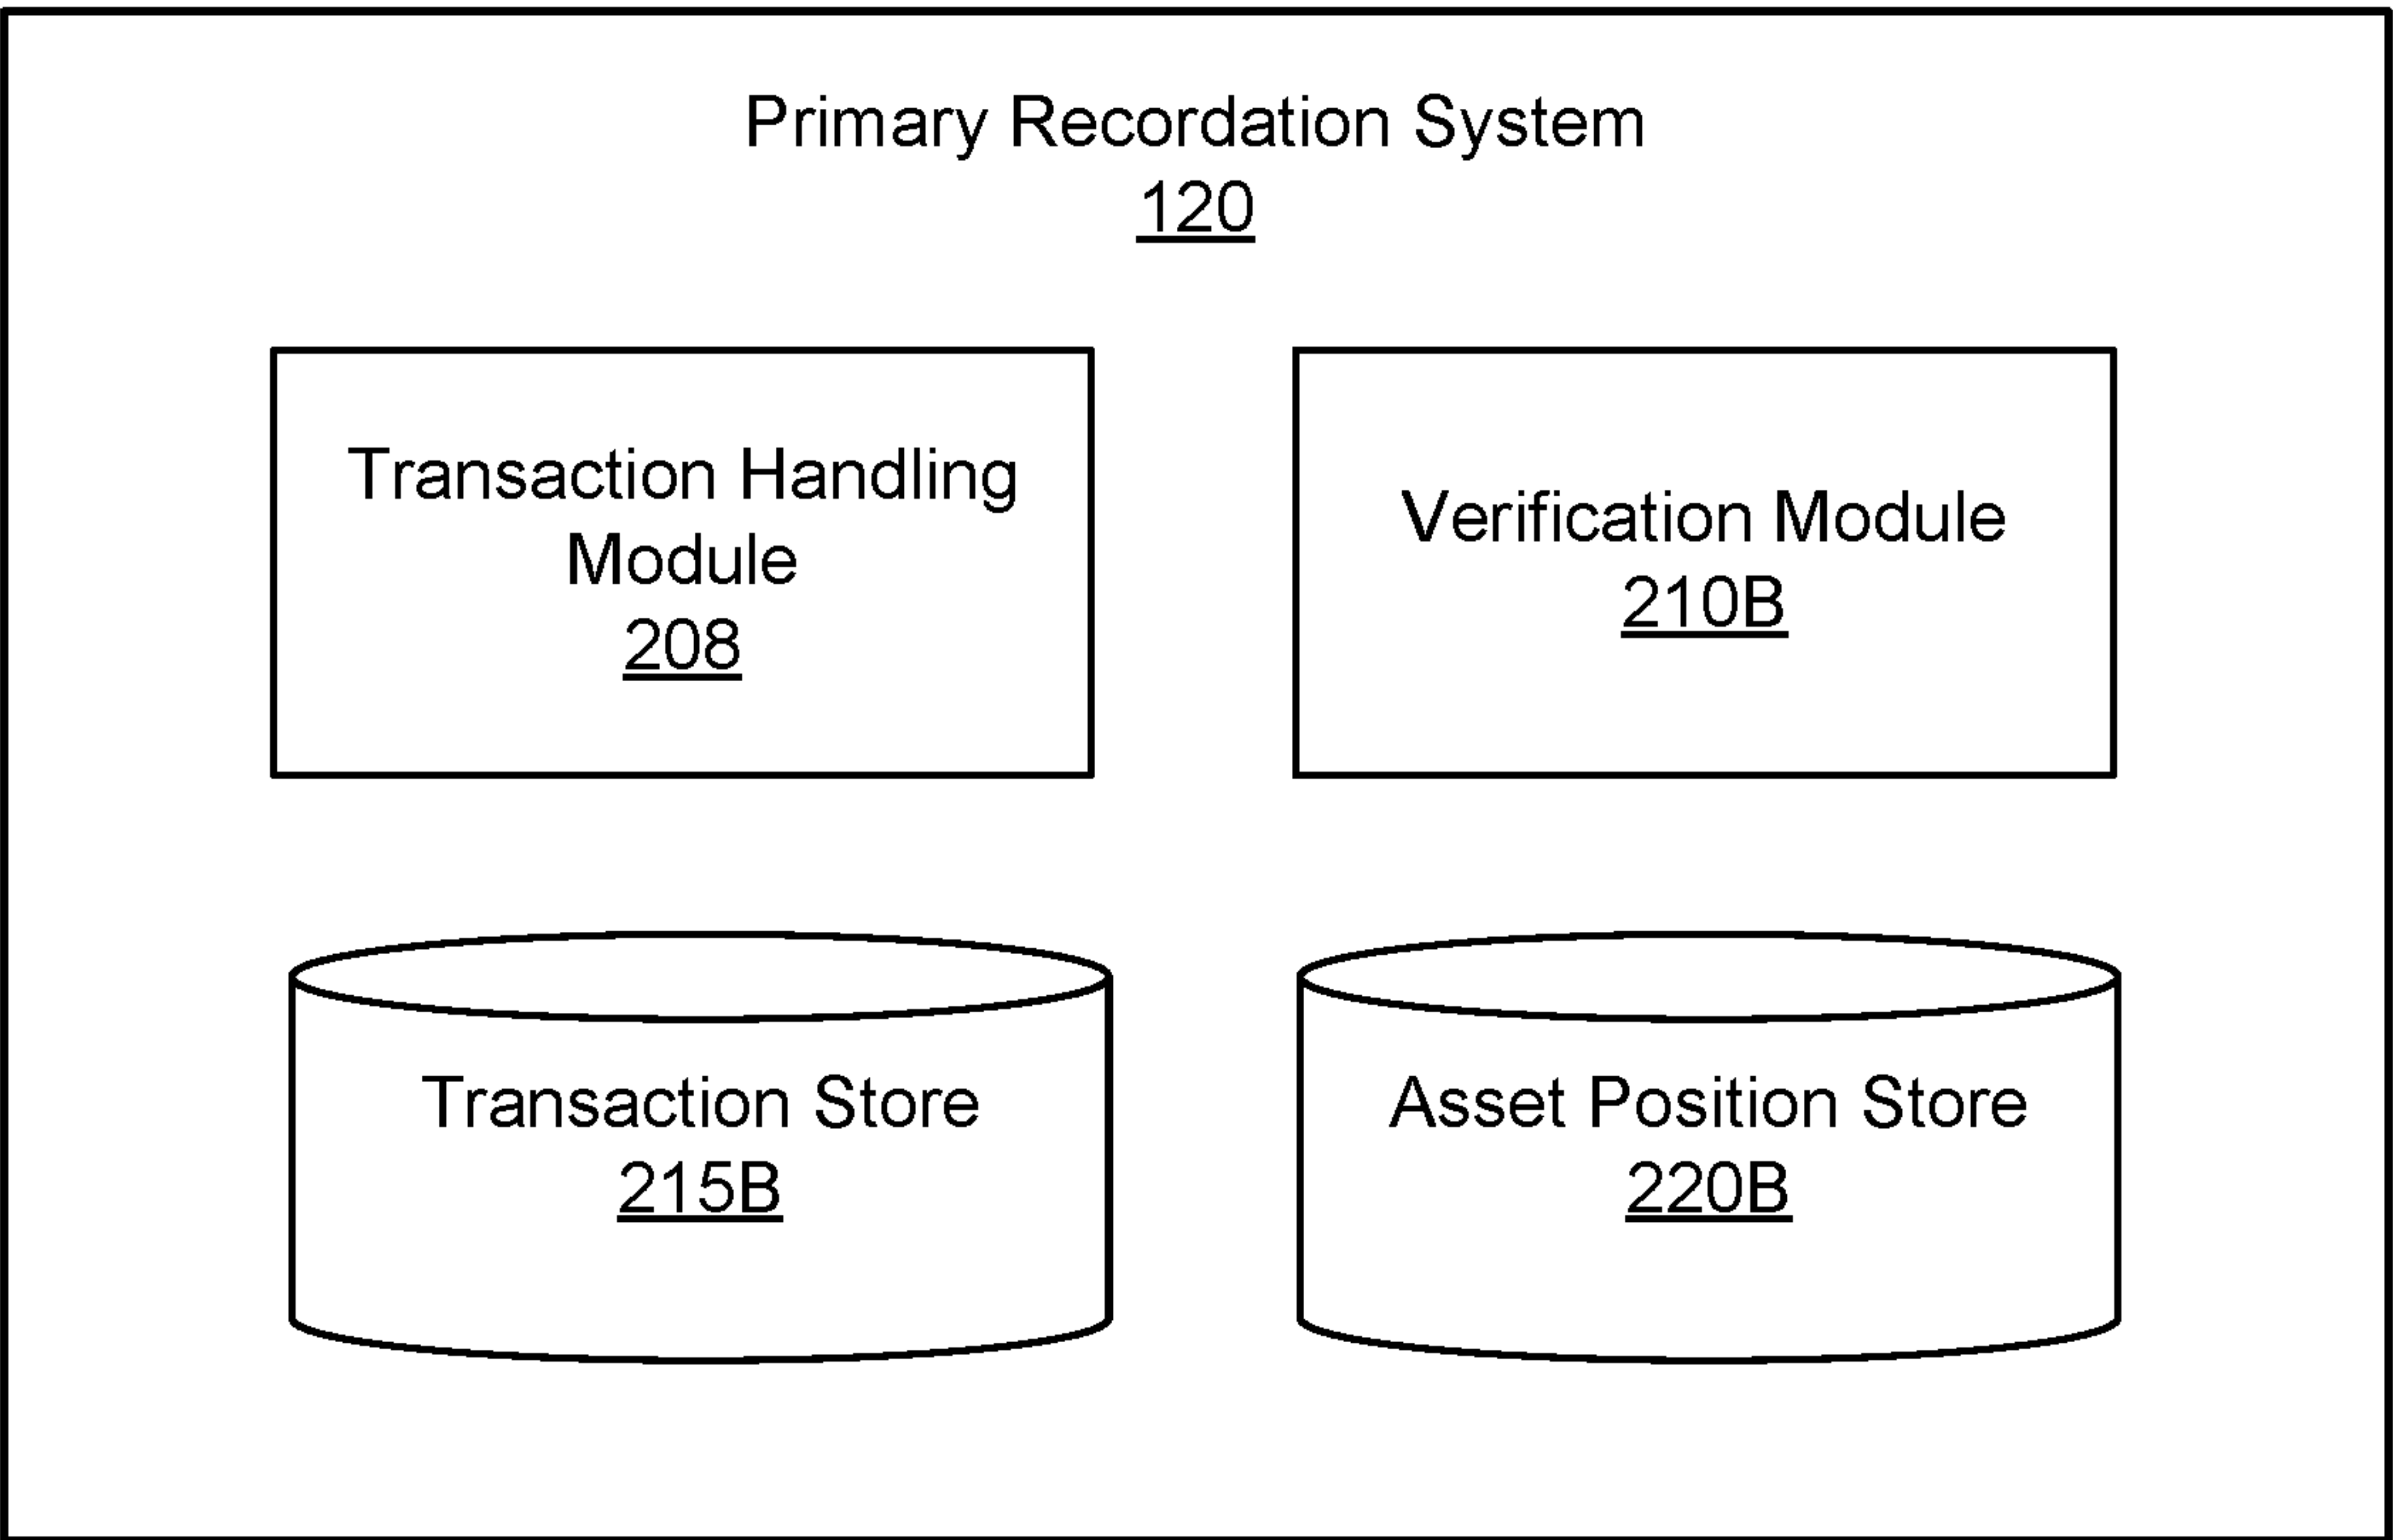 Primary Recordation System
120
Transaction Handling
Module
208
Verification Module
210B
Transaction Store
215B
Asset Position Store
220B